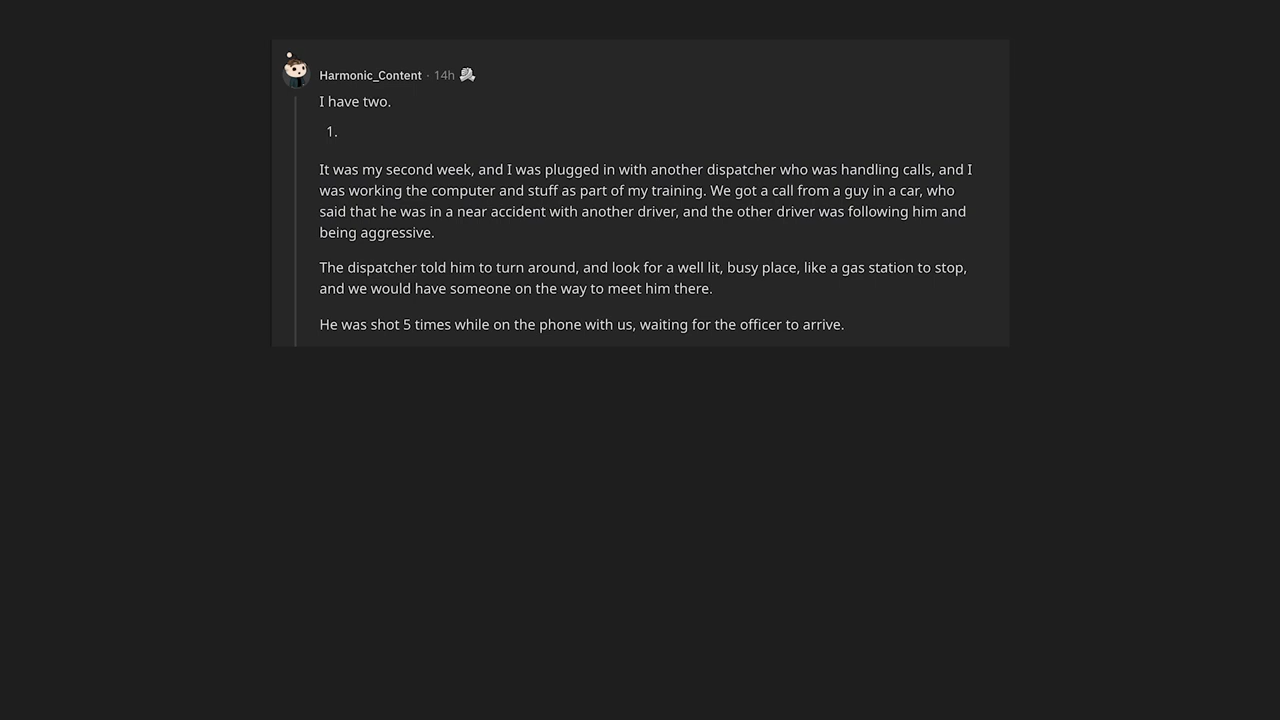 Harmonic_Content · 14h
I have two.
1.
It was my second week, and I was plugged in with another dispatcher who was handling calls, and I
was working the computer and stuff as part of my training. We got a call from a guy in a car, who
said that he was in a near accident with another driver, and the other driver was following him and
being aggressive.
The dispatcher told him to turn around, and look for a well lit, busy place, like a gas station to stop,
and we would have someone on the way to meet him there.
He was shot 5 times while on the phone with us, waiting for the officer to arrive.